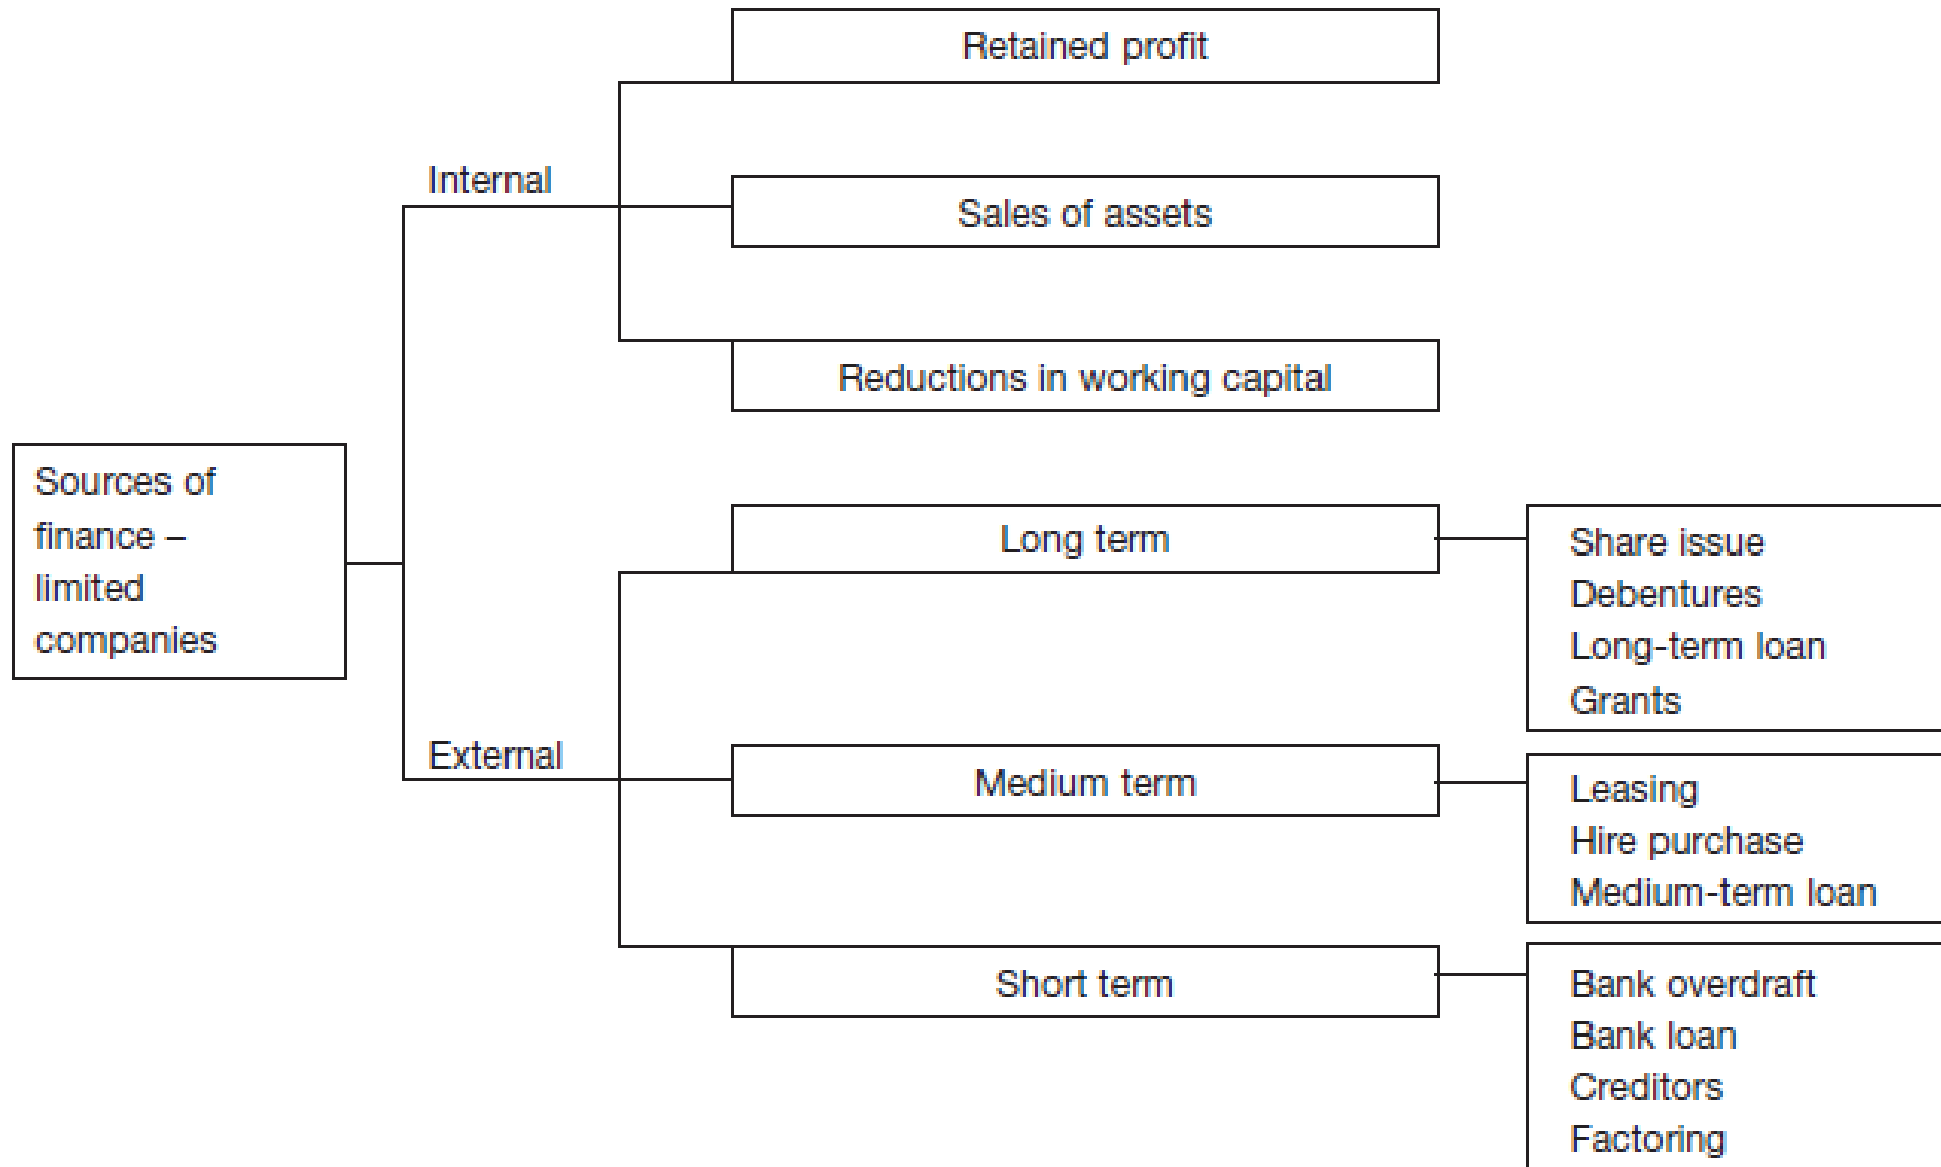 Sources of
finance –
limited
companies
Internal
Retained profit
Sales of assets
Reductions in working capital
External
Long term
Share issue
Debentures
Long-term loan
Grants
Medium term
Leasing
Hire purchase
Medium-term loan
Short term
Bank overdraft
Bank loan
Creditors
Factoring